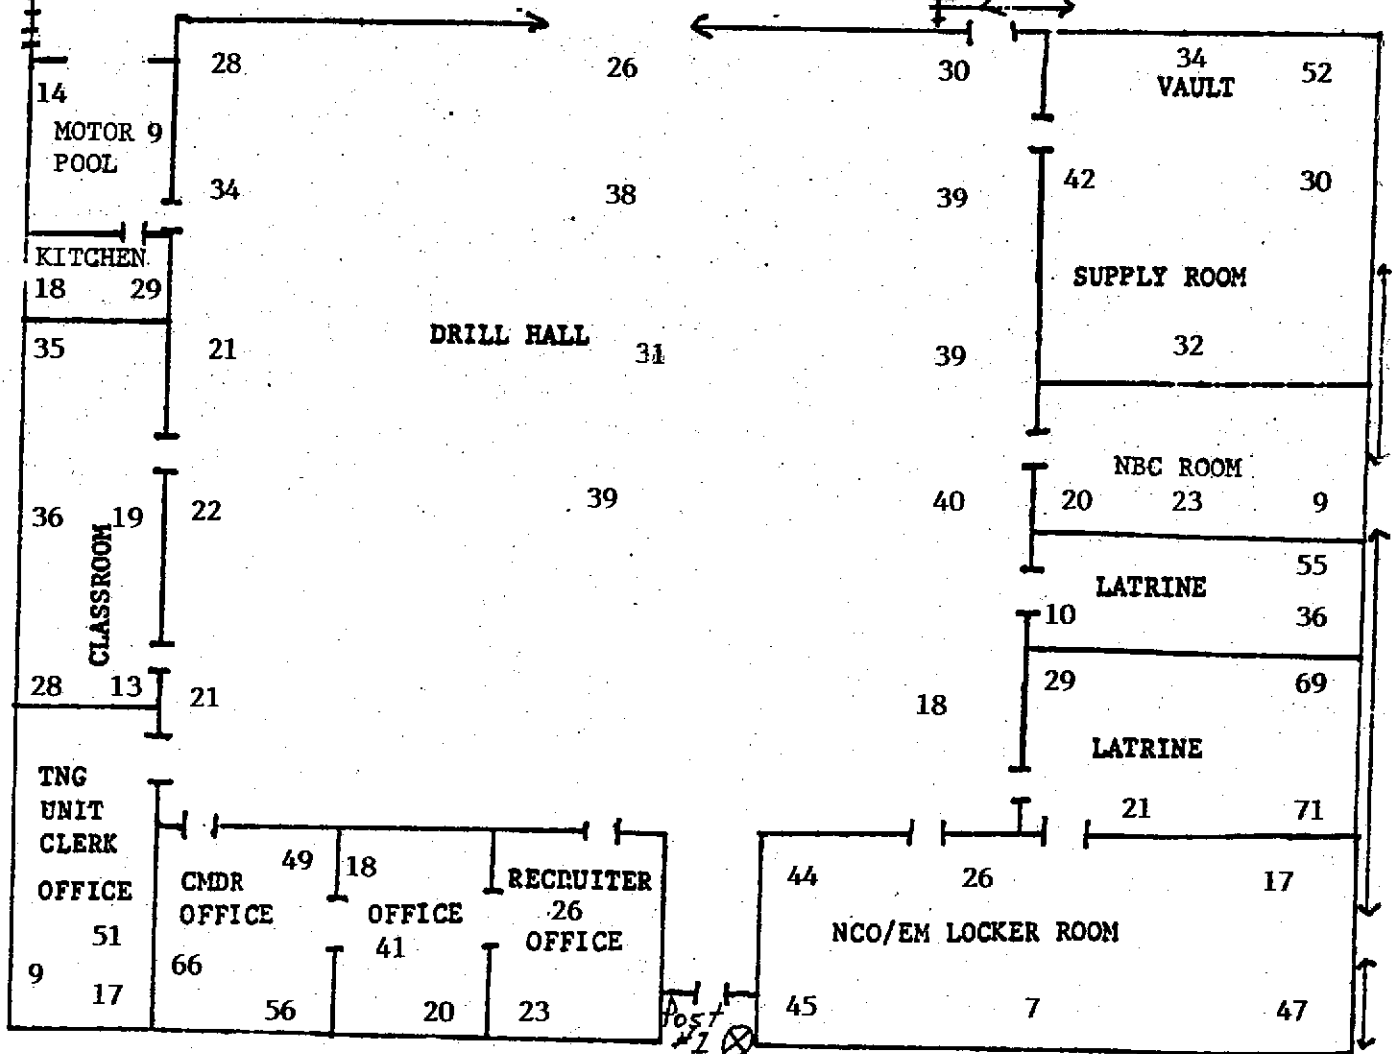 28 26 30 34 52
14 VAULT
MOTOR 9
POOL
34 38 39 42 30
KITCHEN
18 29 SUPPLY ROOM
35 21 DRILL HALL 31 39 32
NBC ROOM
36 19 22 39 40 20 23 9
CLASSROOM
55
LATRINE
10 36
28 13 21 18 29 69
LATRINE
TNG
UNIT
CLERK
OFFICE
21 71
49 18
CMDR
OFFICE
OFFICE
41
RECRUITER
26
OFFICE
44 26 17
NCO/EM LOCKER ROOM
51
9 17
66 56 20 23
45 7 47
Post
#1